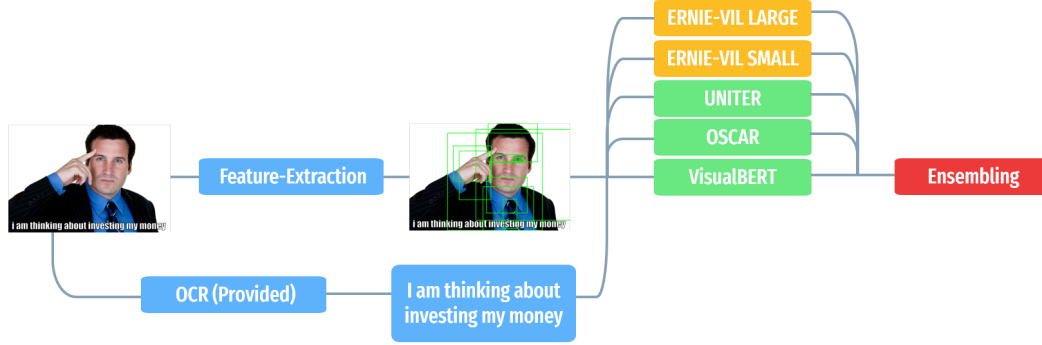 ERNIE-VIL LARGE
ERNIE-VIL SMALL
UNITER
OSCAR
VisualBERT
Feature-Extraction
Ensembling
i am thinking about investing my money
i am thinking about investing my money
OCR (Provided)
I am thinking about
investing my money